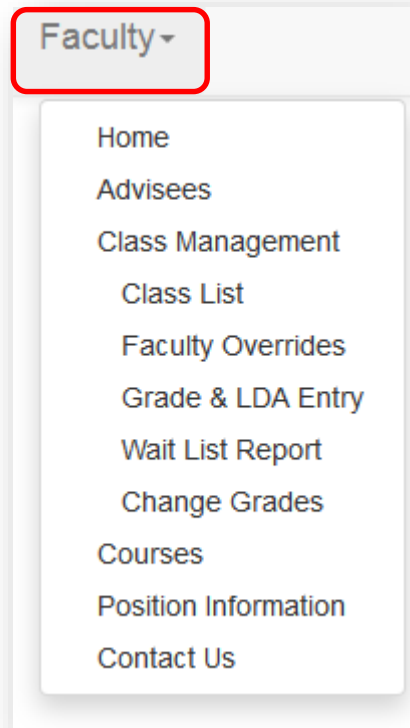 Faculty
Home
Advisees
Class Management
Class List
Faculty Overrides
Grade & LDA Entry
Wait List Report
Change Grades
Courses
Position Information
Contact Us